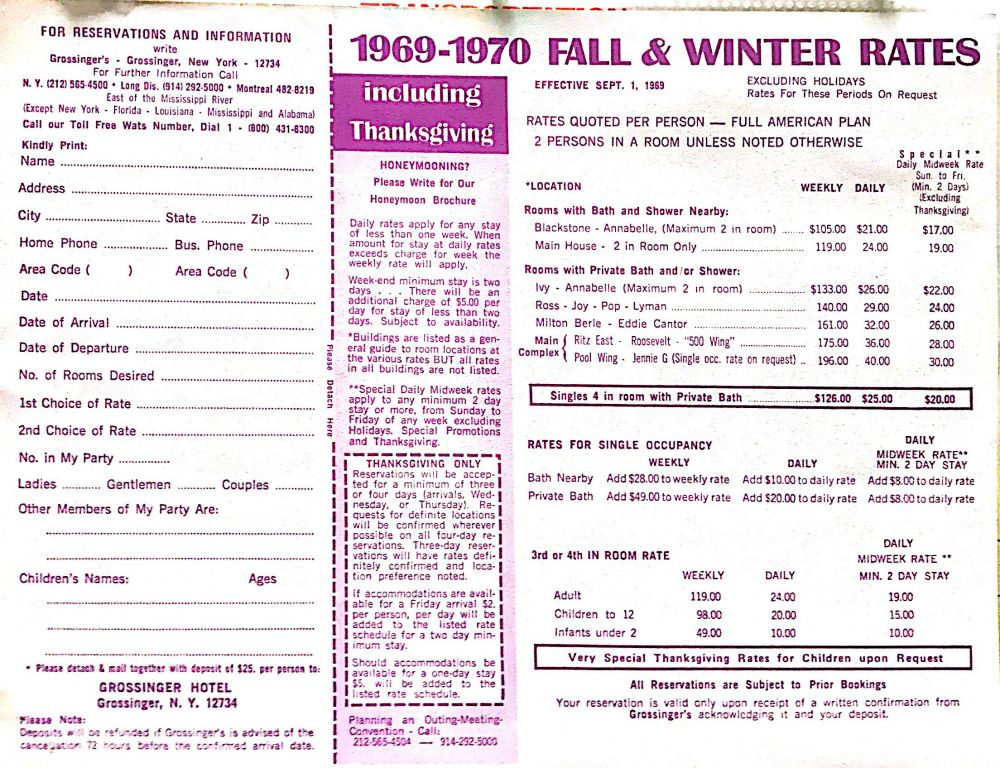 TRANSPORTATION
FOR RESERVATIONS AND INFORMATION
write
Grossinger's - Grossinger, New York - 12734
For Further Information Call
N. Y. (212) 565-4500 • Long Dis. (914) 292-5000 • Montreal 482-8219
East of the Mississippi River
(Except New York - Florida - Louisiana - Mississippi and Alabama)
Call our Toll Free Wats Number, Dial 1 - (800) 431-6300
Kindly Print:
Name
Address
City State Zip
Home Phone Bus. Phone
Area Code ( ) Area Code ( )
Date
Date of Arrival
Date of Departure
No. of Rooms Desired
1st Choice of Rate
2nd Choice of Rate
No. in My Party
Ladies Gentlemen Couples
Other Members of My Party Are:
Children's Names: Ages
• Please detach & mail together with deposit of $25. per person to:
GROSSINGER HOTEL
Grossinger, N. Y. 12734
Please Note:
Deposits will be refunded if Grossinger's is advised of the
cancellation 72 hours before the confirmed arrival date.
Please Detach Here
1969-1970 FALL & WINTER RATES
including
Thanksgiving
HONEYMOONING?
Please Write for Our
Honeymoon Brochure
Daily rates apply for any stay
of less than one week. When
amount for stay at daily rates
exceeds charge for week the
weekly rate will apply.
Week-end minimum stay is two
days . . . There will be an
additional charge of $5.00 per
day for stay of less than two
days. Subject to availability.
*Buildings are listed as a gen-
eral guide to room locations at
the various rates BUT all rates
in all buildings are not listed.
**Special Daily Midweek rates
apply to any minimum 2 day
stay or more, from Sunday to
Friday of any week excluding
Holidays. Special Promotions
and Thanksgiving.
THANKSGIVING ONLY
Reservations will be accep-
ted for a minimum of three
or four days (arrivals, Wed-
nesday, or Thursday). Re-
quests for definite locations
will be confirmed wherever
possible on all four-day re-
servations. Three-day reser-
vations will have rates defi-
nitely confirmed and loca-
tion preference noted.
If accommodations are avail-
able for a Friday arrival $2.
per person, per day will be
added to the listed rate
schedule for a two day min-
imum stay.
Should accommodations be
available for a one-day stay
$5. will be added to the
listed rate schedule.
Planning an Outing-Meeting-
Convention - Call:
212-565-4504 — 914-292-5000
EFFECTIVE SEPT. 1, 1969
EXCLUDING HOLIDAYS
Rates For These Periods On Request
RATES QUOTED PER PERSON — FULL AMERICAN PLAN
2 PERSONS IN A ROOM UNLESS NOTED OTHERWISE
Special**
Daily Midweek Rate
Sun. to Fri.
(Min. 2 Days)
(Excluding
Thanksgiving)
*LOCATION WEEKLY DAILY
Rooms with Bath and Shower Nearby:
Blackstone - Annabelle, (Maximum 2 in room) $105.00 $21.00 $17.00
Main House - 2 in Room Only 119.00 24.00 19.00
Rooms with Private Bath and/or Shower:
Ivy - Annabelle (Maximum 2 in room) $133.00 $26.00 $22.00
Ross - Joy - Pop - Lyman 140.00 29.00 24.00
Milton Berle - Eddie Cantor 161.00 32.00 26.00
Main Complex { Ritz East - Roosevelt - "500 Wing" 175.00 36.00 28.00
Pool Wing - Jennie G (Single occ. rate on request) 196.00 40.00 30.00
Singles 4 in room with Private Bath $126.00 $25.00 $20.00
RATES FOR SINGLE OCCUPANCY
WEEKLY DAILY DAILY MIDWEEK RATE** MIN. 2 DAY STAY
Bath Nearby Add $28.00 to weekly rate Add $10.00 to daily rate Add $8.00 to daily rate
Private Bath Add $49.00 to weekly rate Add $20.00 to daily rate Add $8.00 to daily rate
3rd or 4th IN ROOM RATE
WEEKLY DAILY DAILY MIDWEEK RATE ** MIN. 2 DAY STAY
Adult 119.00 24.00 19.00
Children to 12 98.00 20.00 15.00
Infants under 2 49.00 10.00 10.00
Very Special Thanksgiving Rates for Children upon Request
All Reservations are Subject to Prior Bookings
Your reservation is valid only upon receipt of a written confirmation from
Grossinger's acknowledging it and your deposit.